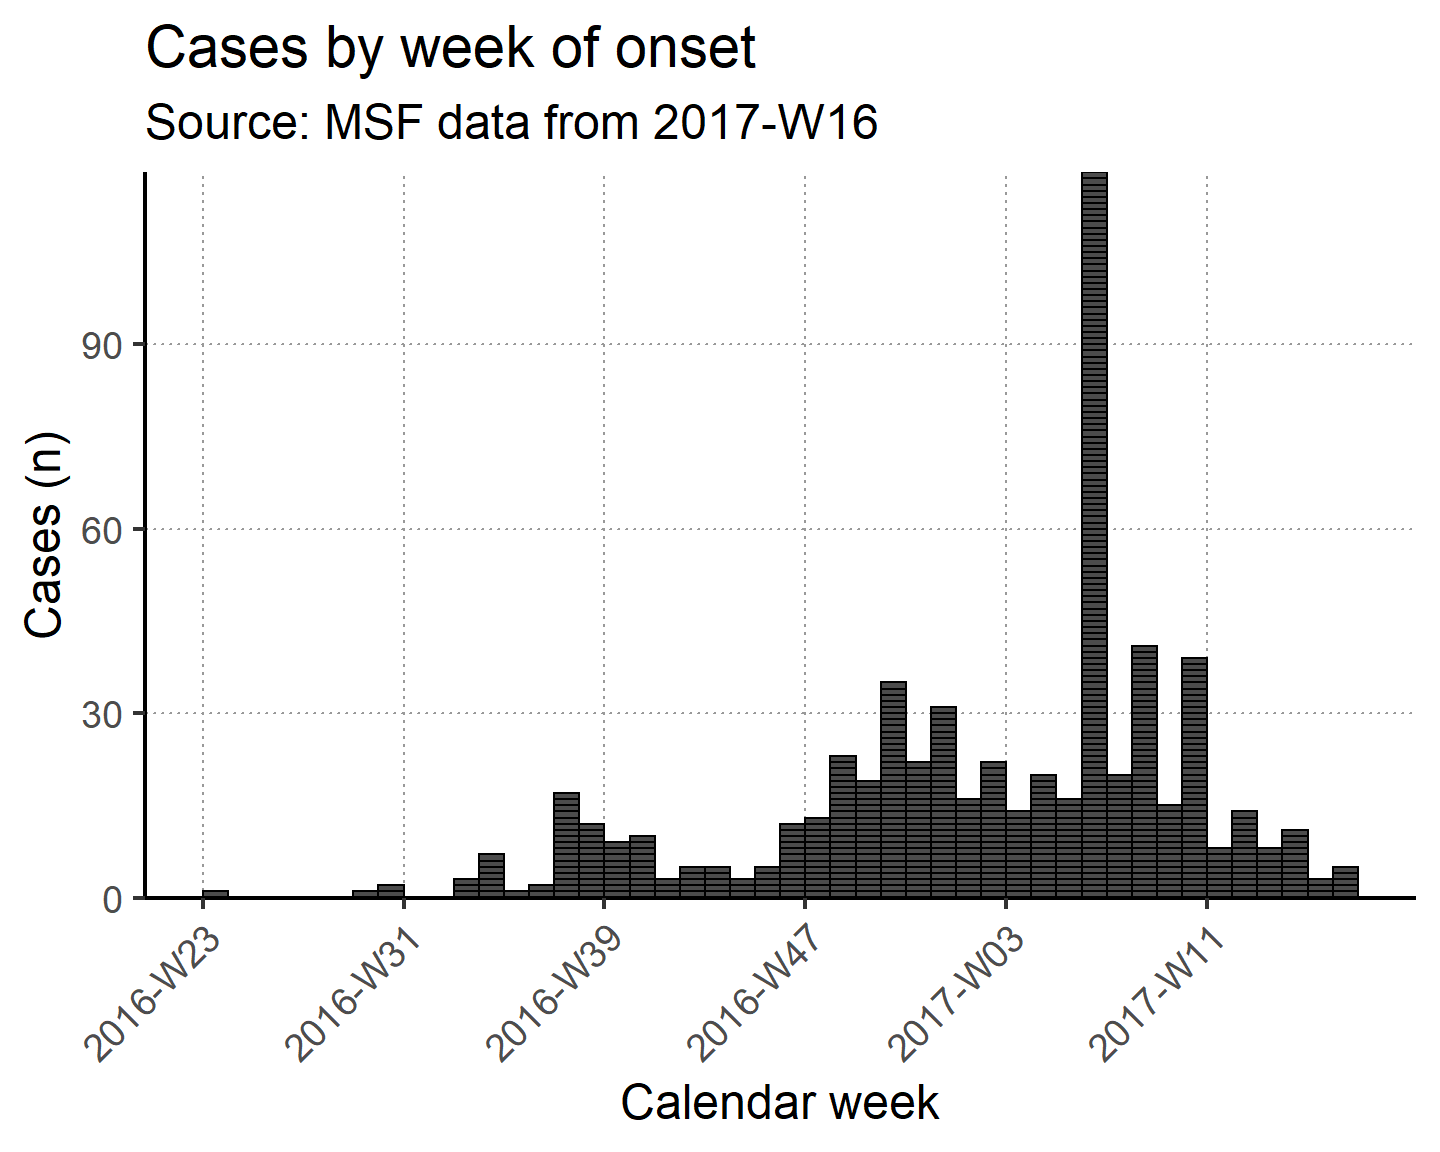 Cases by week of onset
Source: MSF data from 2017-W16
90
60
30
0
Cases (n)
2016-W23
2016-W31
2016-W39
2016-W47
2017-W03
2017-W11
Calendar week